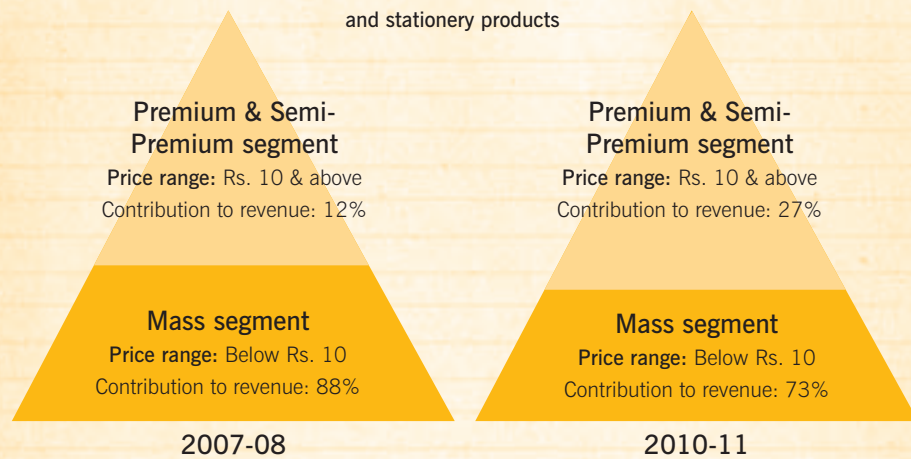 and stationery products
Premium & Semi-
Premium segment
Price range: Rs. 10 & above
Contribution to revenue: 12%
Mass segment
Price range: Below Rs. 10
Contribution to revenue: 88%
2007-08
Premium & Semi-
Premium segment
Price range: Rs. 10 & above
Contribution to revenue: 27%
Mass segment
Price range: Below Rs. 10
Contribution to revenue: 73%
2010-11